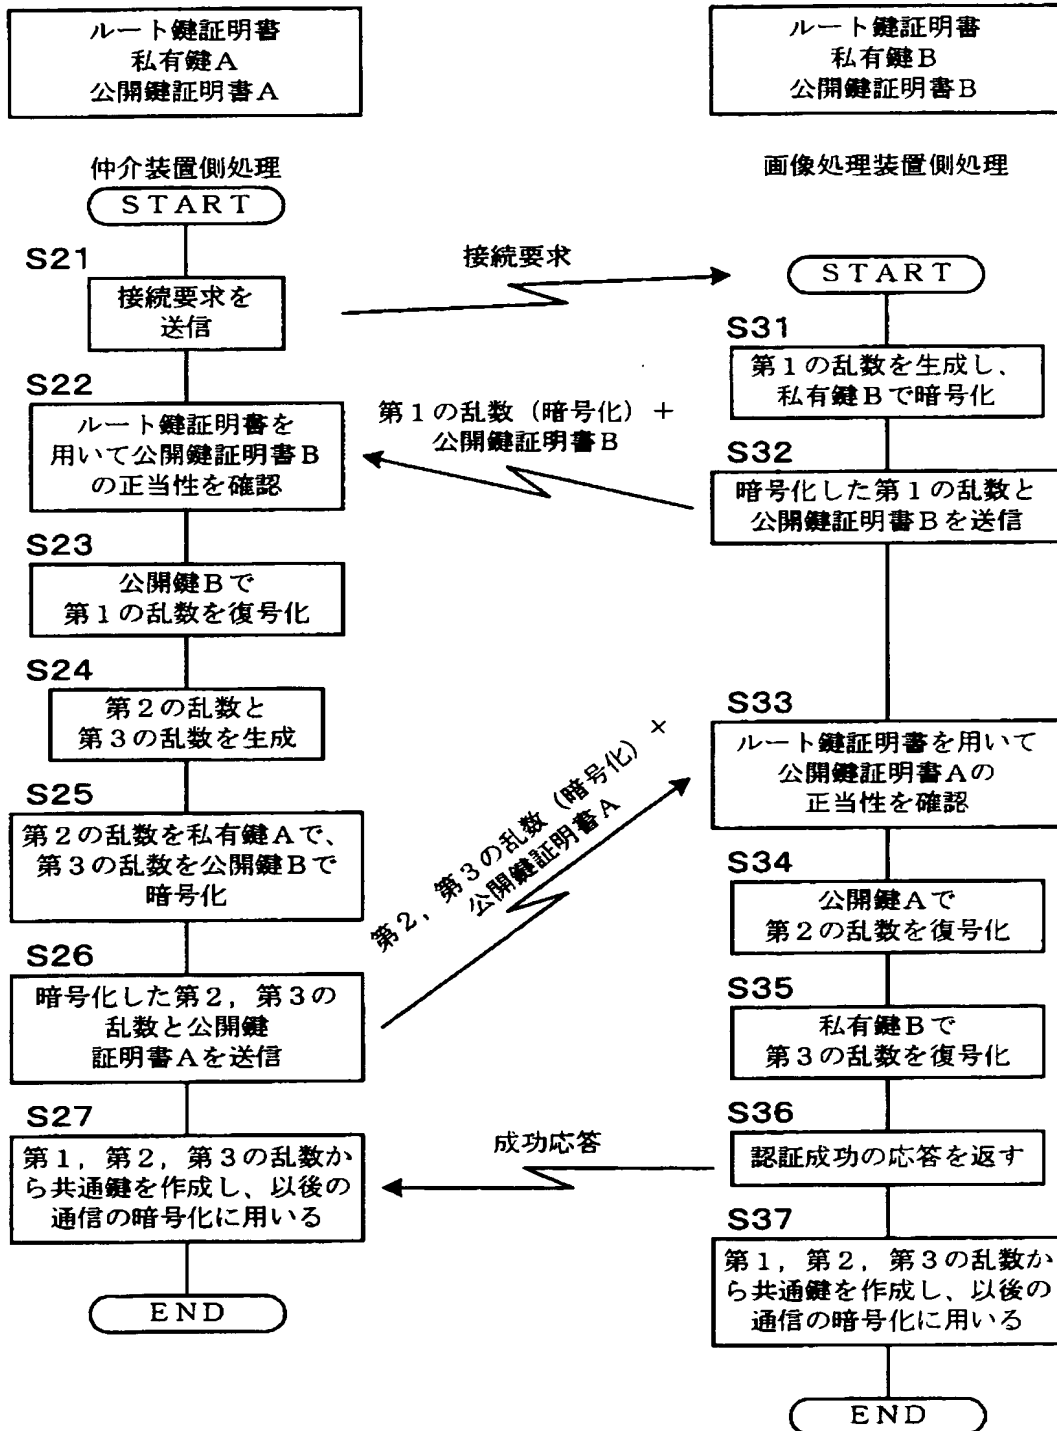 ルート鍵証明書
私有鍵A
公開鍵証明書A
ルート鍵証明書
私有鍵B
公開鍵証明書B
仲介装置側処理
START
画像処理装置側処理
START
S21
接続要求を
送信
接続要求
S31
第1の乱数を生成し、
私有鍵Bで暗号化
S22
ルート鍵証明書を
用いて公開鍵証明書B
の正当性を確認
第1の乱数（暗号化）＋
公開鍵証明書B
S32
暗号化した第1の乱数と
公開鍵証明書Bを送信
S23
公開鍵Bで
第1の乱数を復号化
S24
第2の乱数と
第3の乱数を生成
S33
ルート鍵証明書を用いて
公開鍵証明書Aの
正当性を確認
S25
第2の乱数を私有鍵Aで、
第3の乱数を公開鍵Bで
暗号化
第2，第3の乱数（暗号化）＋
公開鍵証明書A
S34
公開鍵Aで
第2の乱数を復号化
S26
暗号化した第2，第3の
乱数と公開鍵
証明書Aを送信
S35
私有鍵Bで
第3の乱数を復号化
S27
第1，第2，第3の乱数か
ら共通鍵を作成し、以後の
通信の暗号化に用いる
END
成功応答
S36
認証成功の応答を返す
S37
第1，第2，第3の乱数か
ら共通鍵を作成し、以後の
通信の暗号化に用いる
END